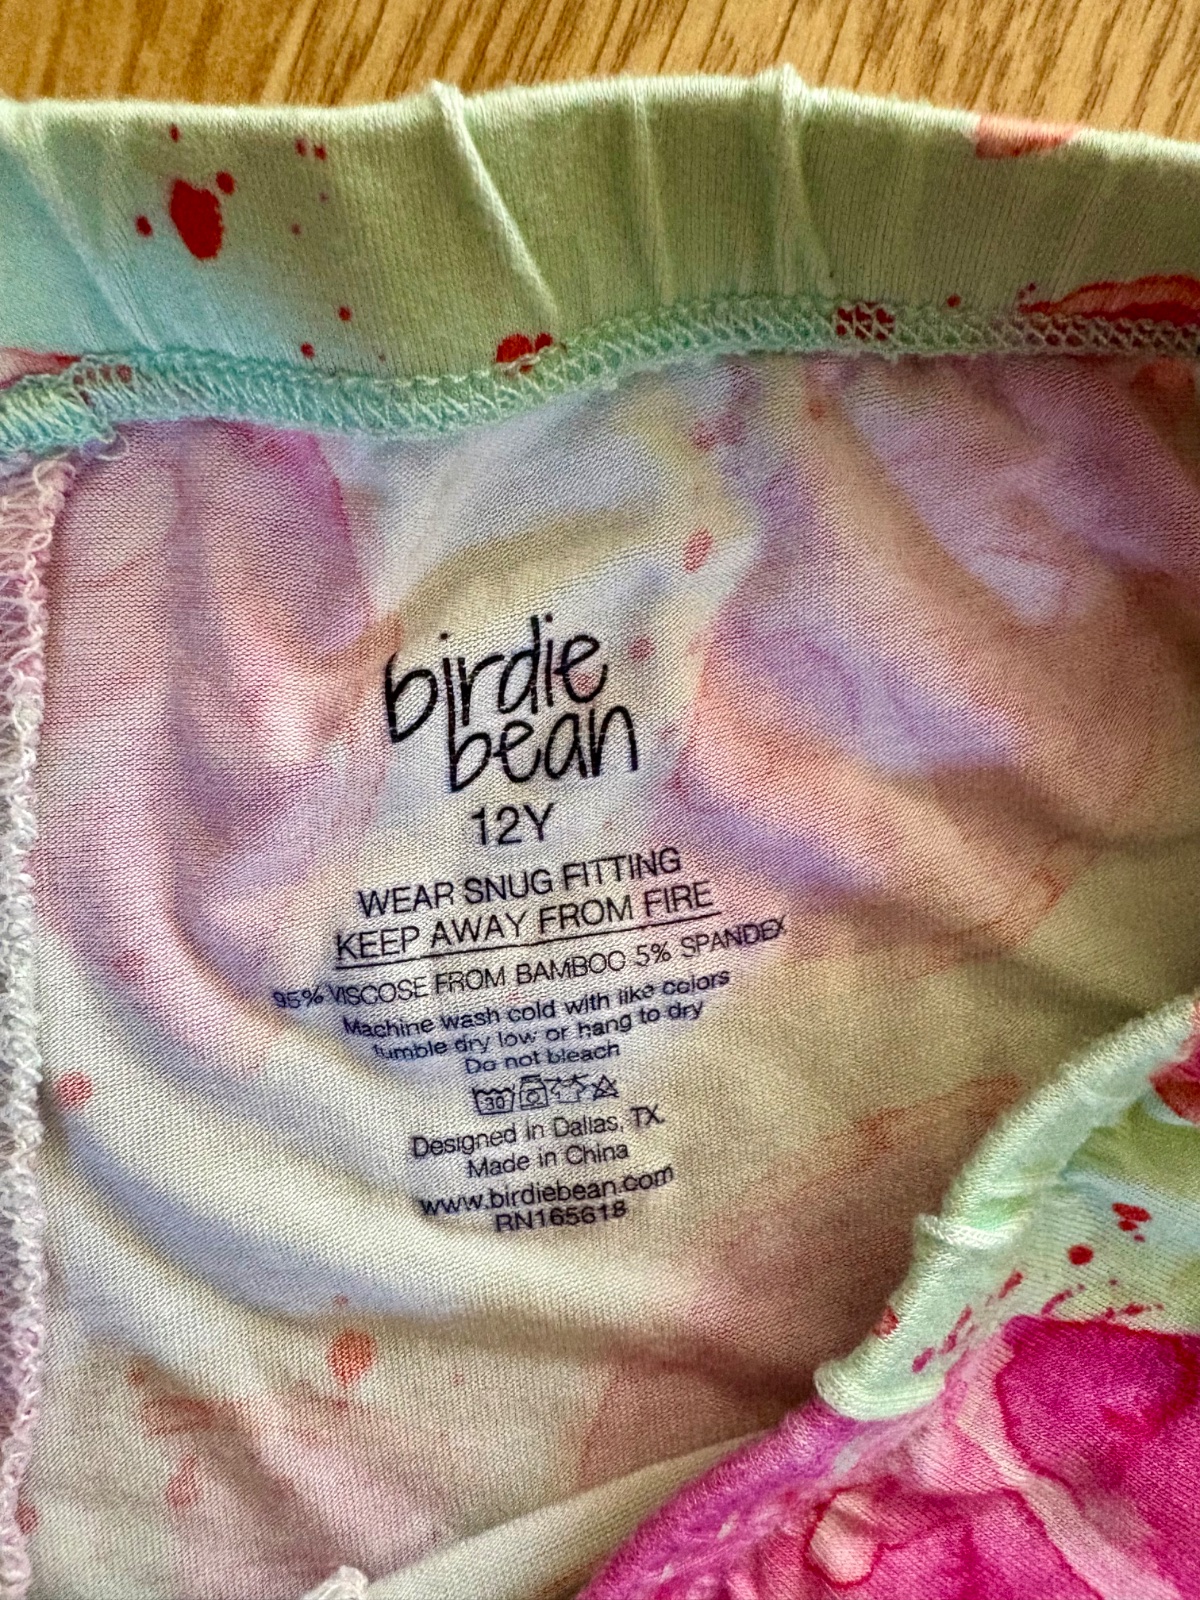 birdie
bean
12Y
WEAR SNUG FITTING
KEEP AWAY FROM FIRE
95% VISCOSE FROM BAMBOO 5% SPANDEX
Machine wash cold with like colors
tumble dry low or hang to dry
Do not bleach
30
Designed in Dallas, TX.
Made in China
www.birdiebean.com
RN165618